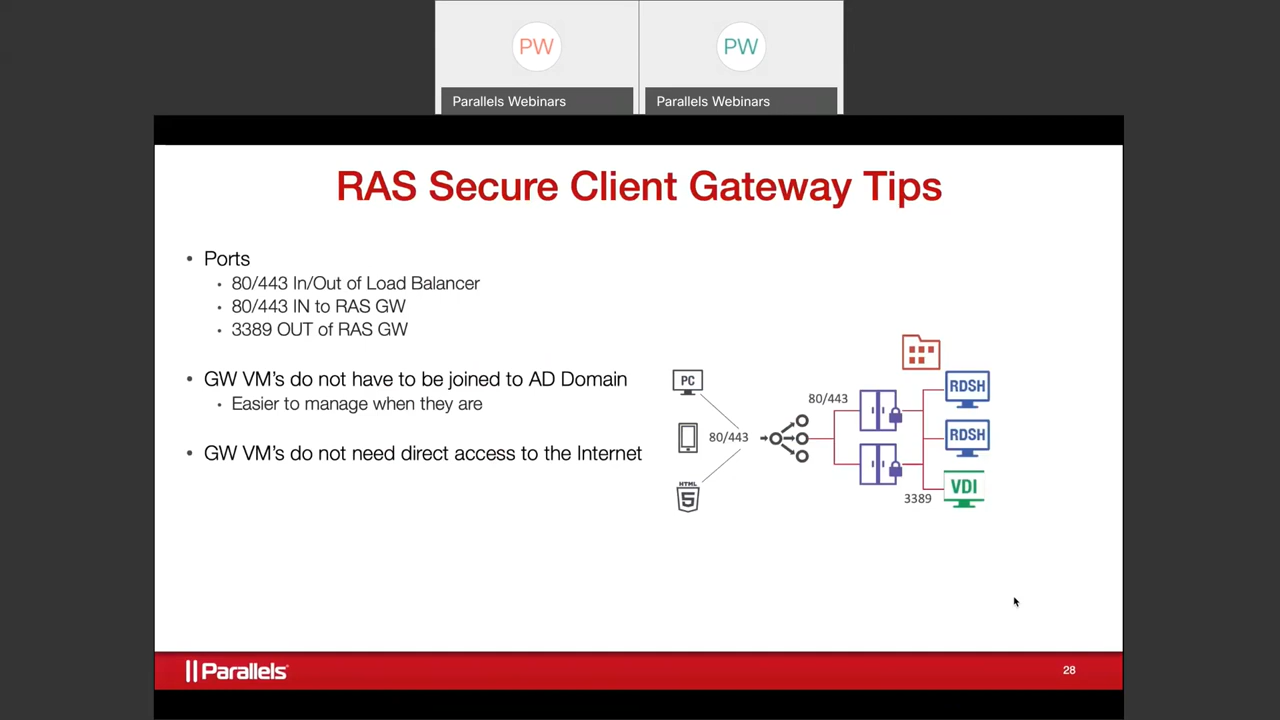 PW
PW
Parallels Webinars
Parallels Webinars
RAS Secure Client Gateway Tips
• Ports
• 80/443 In/Out of Load Balancer
• 80/443 IN to RAS GW
• 3389 OUT of RAS GW
• GW VM's do not have to be joined to AD Domain
• Easier to manage when they are
• GW VM's do not need direct access to the Internet
PC
80/443
HTML
5
80/443
RDSH
RDSH
VDI
3389
Parallels®
28